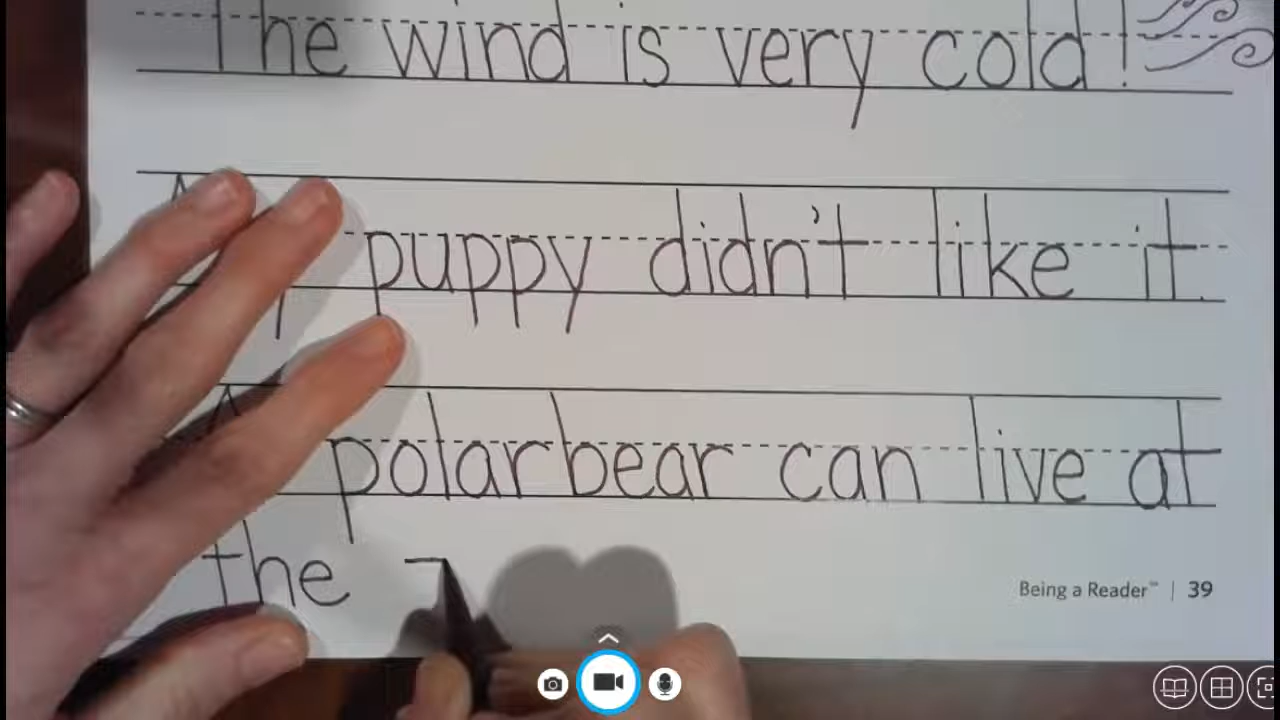 The wind is very cold!
puppy didn't like it.
A polarbear can live at
the
Being a Reader™ | 39